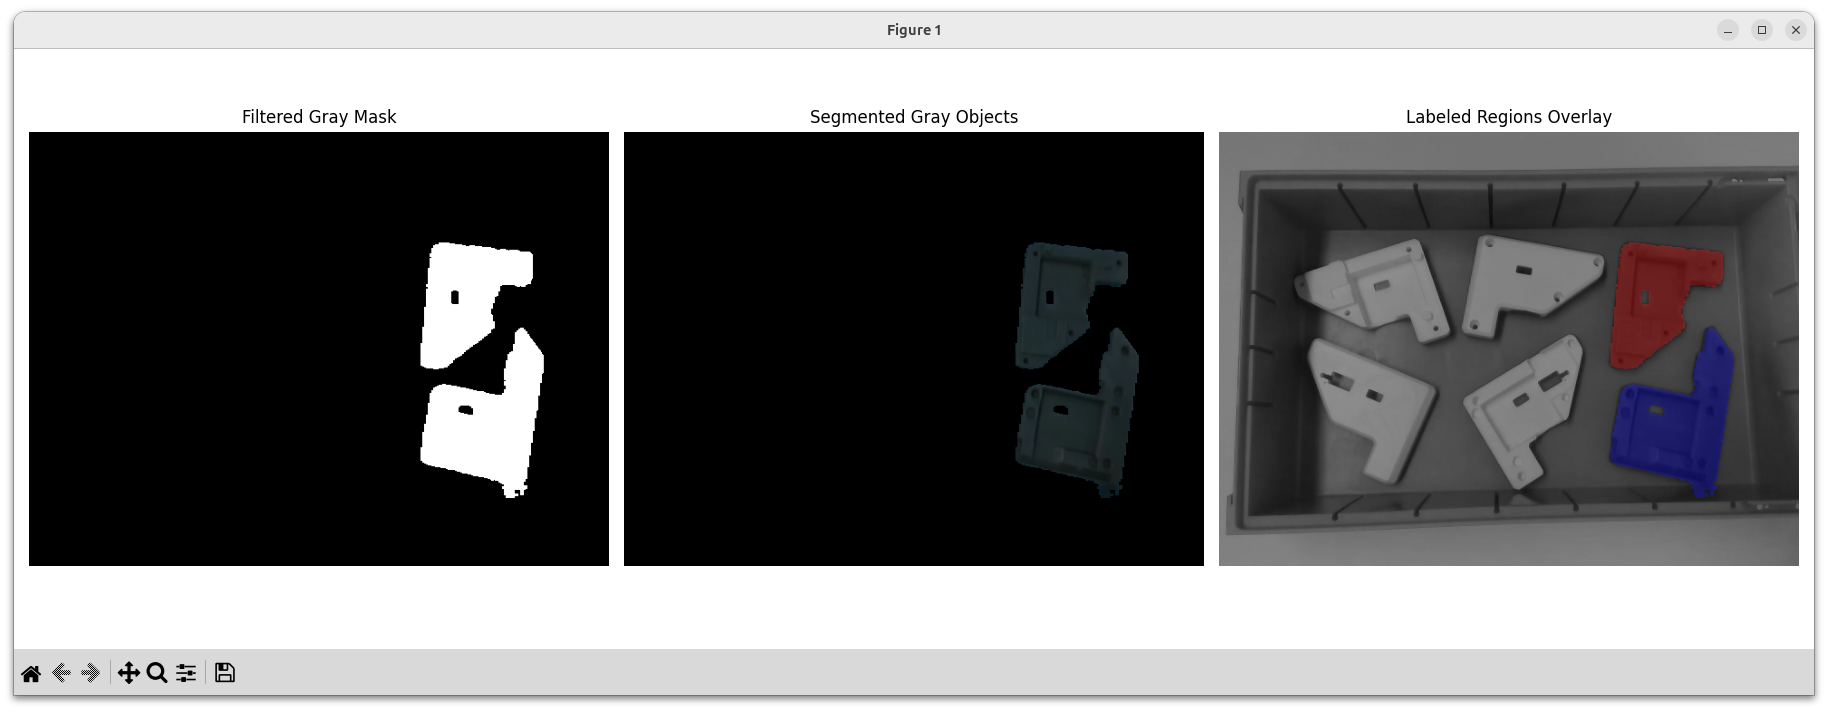 Figure 1
Filtered Gray Mask
Segmented Gray Objects
Labeled Regions Overlay